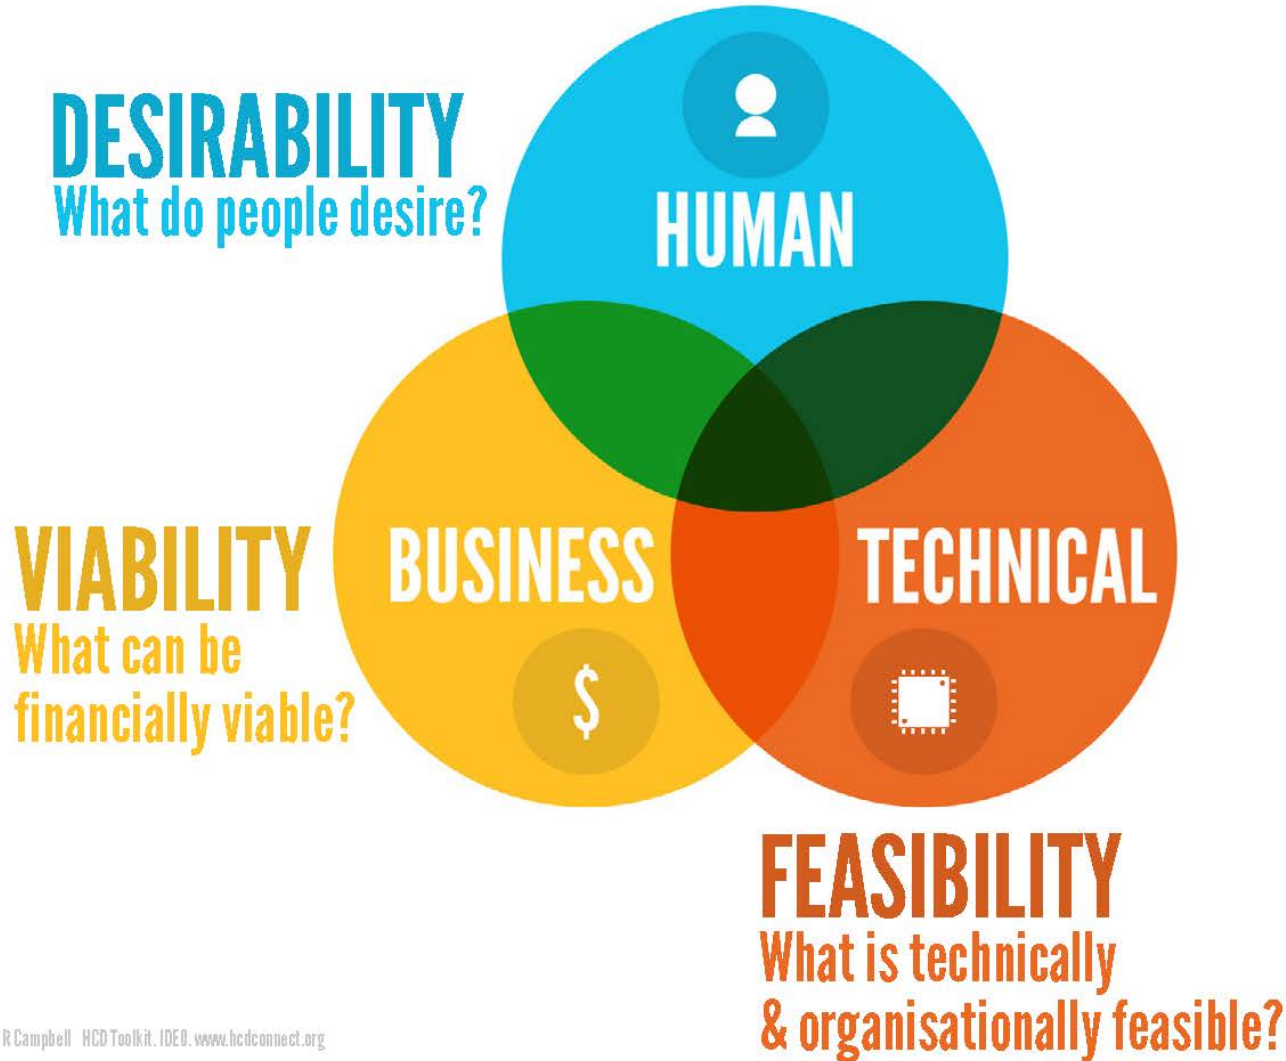 DESIRABILITY
What do people desire?
HUMAN
VIABILITY
What can be
financially viable?
BUSINESS
$
TECHNICAL
FEASIBILITY
What is technically
& organisationally feasible?
R Campbell HCD Toolkit. IDEO. www.hcdconnect.org